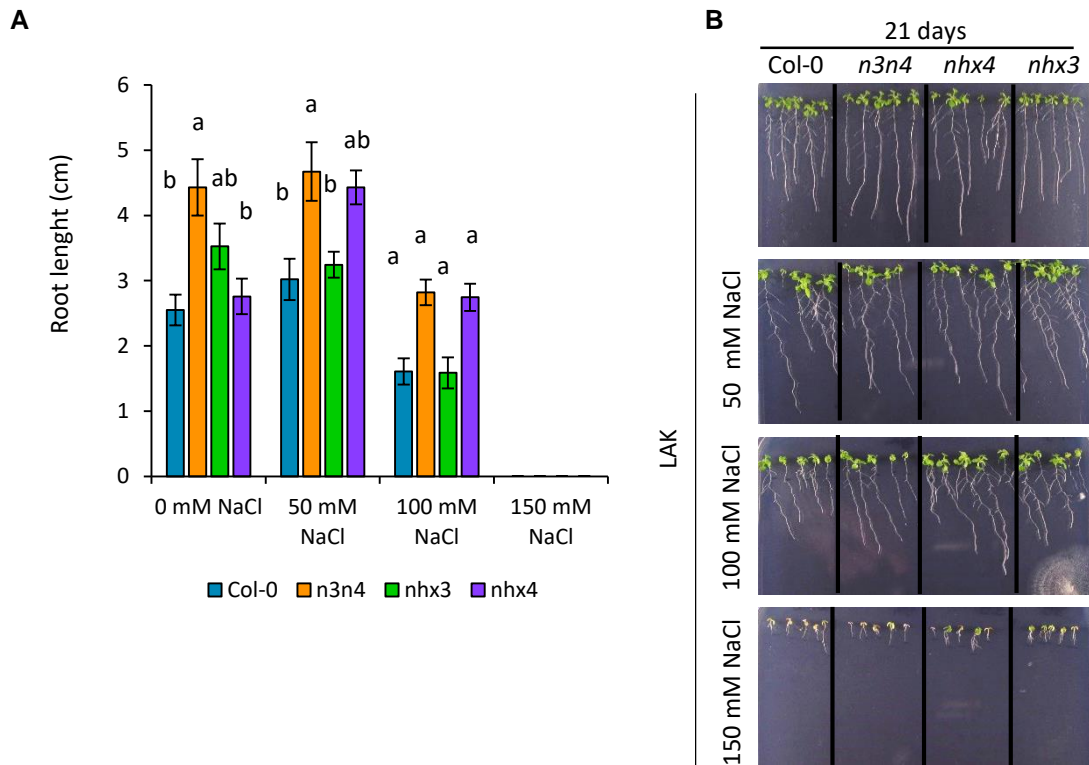 A
6
5
4
3
2
1
0
Root lenght (cm)
b
a
ab
b
b
a
b
ab
a
a
a
a
0 mM NaCl
50 mM
NaCl
100 mM
NaCl
150 mM
NaCl
Col-0
n3n4
nhx3
nhx4
B
21 days
Col-0 n3n4 nhx4 nhx3
LAK
50 mM NaCl
100 mM NaCl
150 mM NaCl